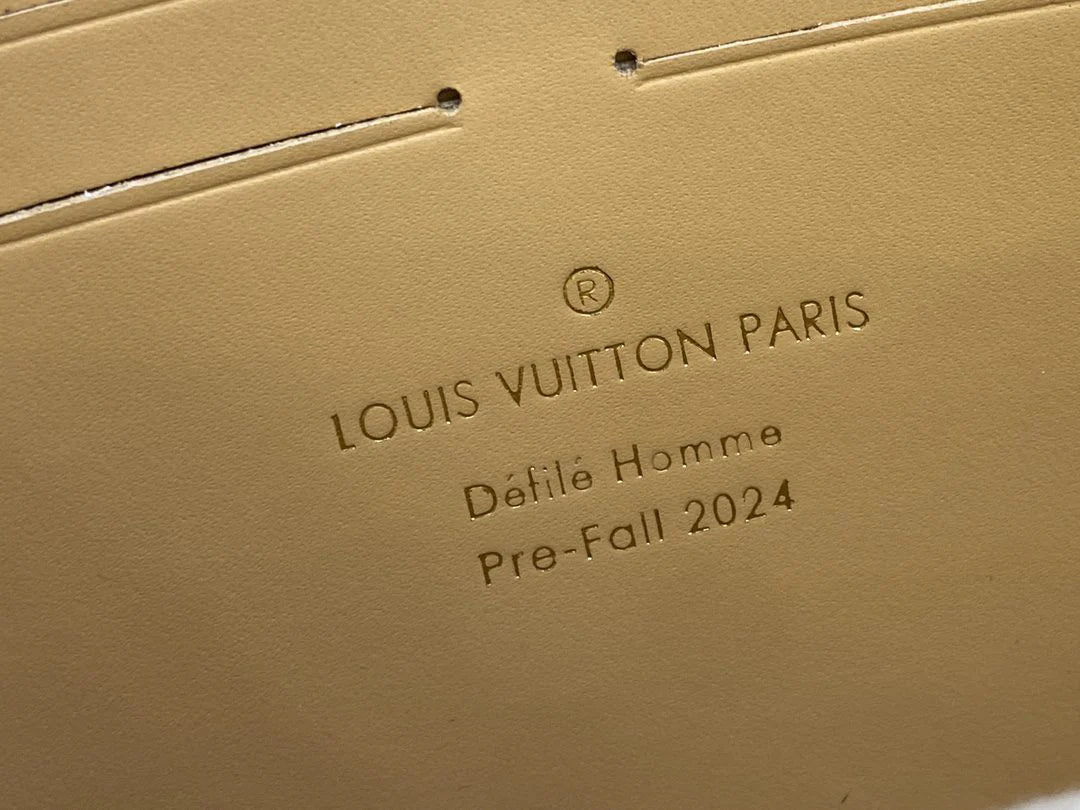 ®
LOUIS VUITTON PARIS
Défilé Homme
Pre-Fall 2024